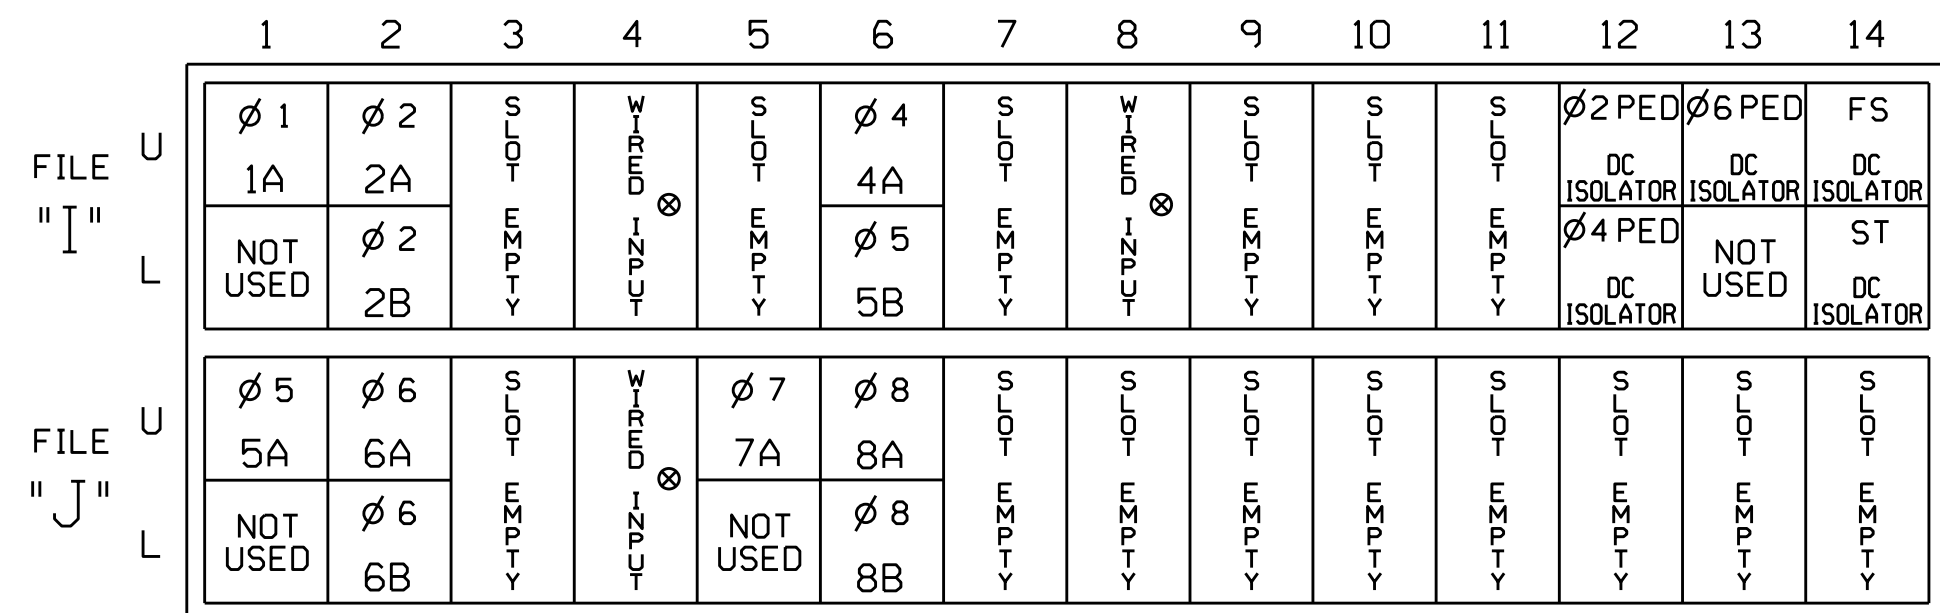 1 2 3 4 5 6 7 8 9 10 11 12 13 14
FILE
"I"
U
L
Ø 1
1A
NOT
USED
Ø 2
2A
Ø 2
2B
SLOT EMPTY
WIRED INPUT
SLOT EMPTY
Ø 4
4A
Ø 5
5B
SLOT EMPTY
WIRED INPUT
SLOT EMPTY
SLOT EMPTY
SLOT EMPTY
Ø2 PED
DC
ISOLATOR
Ø4 PED
DC
ISOLATOR
Ø6 PED
DC
ISOLATOR
NOT
USED
FS
DC
ISOLATOR
ST
DC
ISOLATOR
FILE
"J"
U
L
Ø 5
5A
NOT
USED
Ø 6
6A
Ø 6
6B
SLOT EMPTY
WIRED INPUT
Ø 7
7A
NOT
USED
Ø 8
8A
Ø 8
8B
SLOT EMPTY
SLOT EMPTY
SLOT EMPTY
SLOT EMPTY
SLOT EMPTY
SLOT EMPTY
SLOT EMPTY
SLOT EMPTY